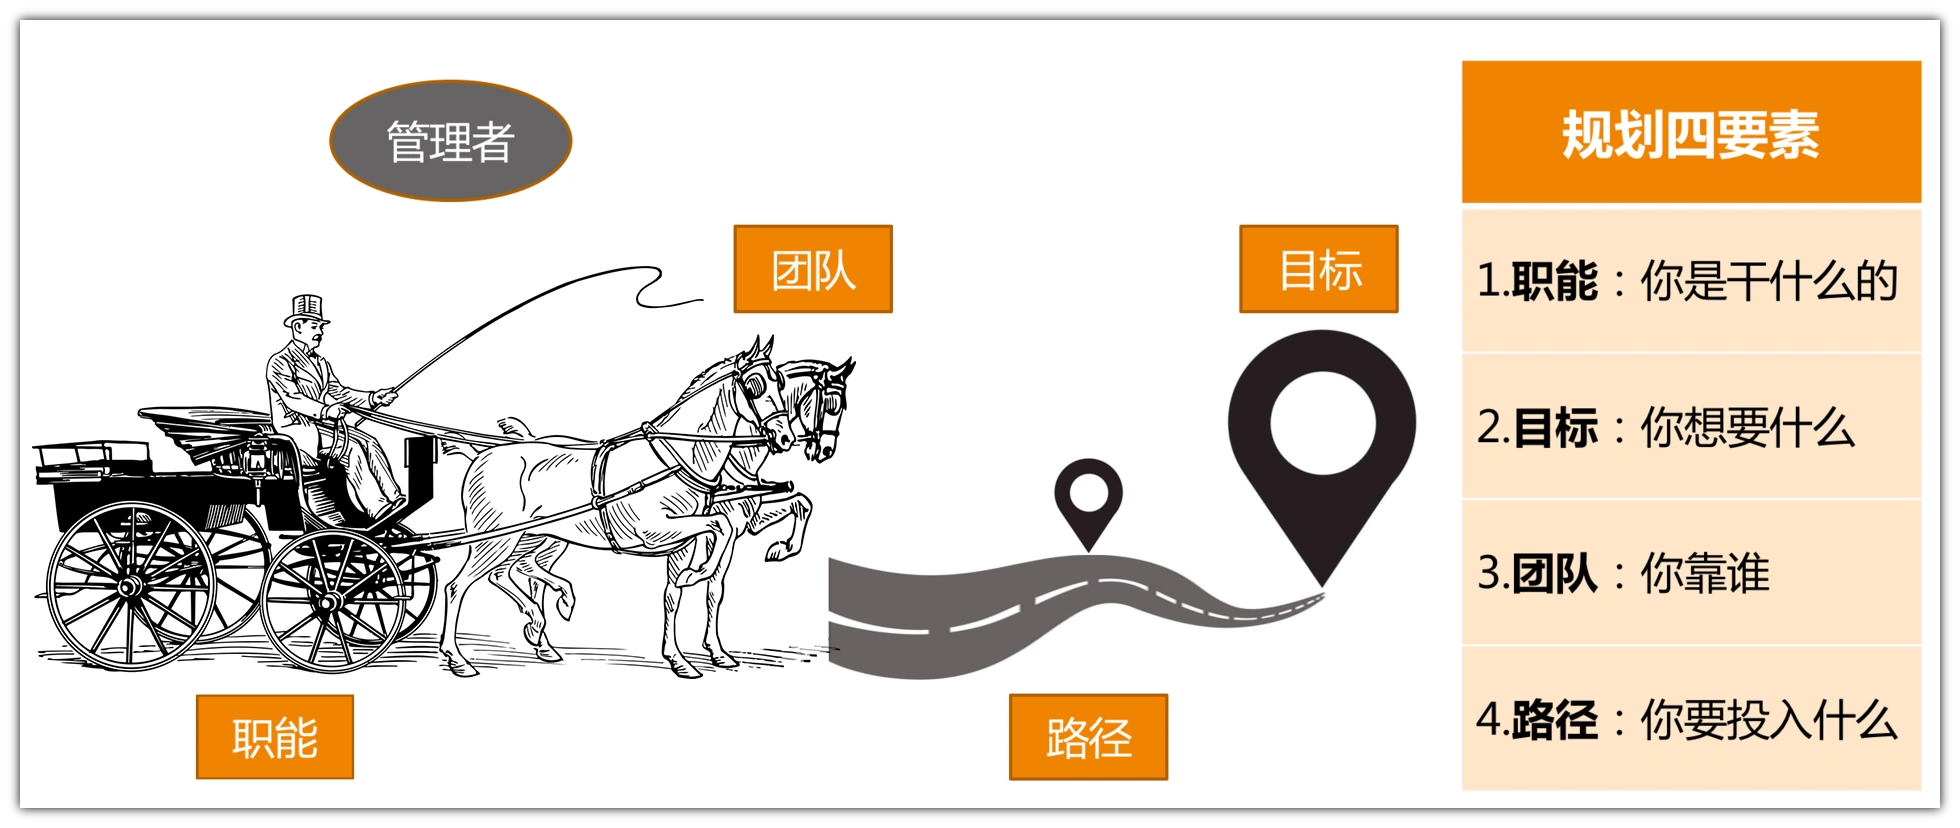 管理者
团队
目标
职能
路径
规划四要素
1.职能：你是干什么的
2.目标：你想要什么
3.团队：你靠谁
4.路径：你要投入什么